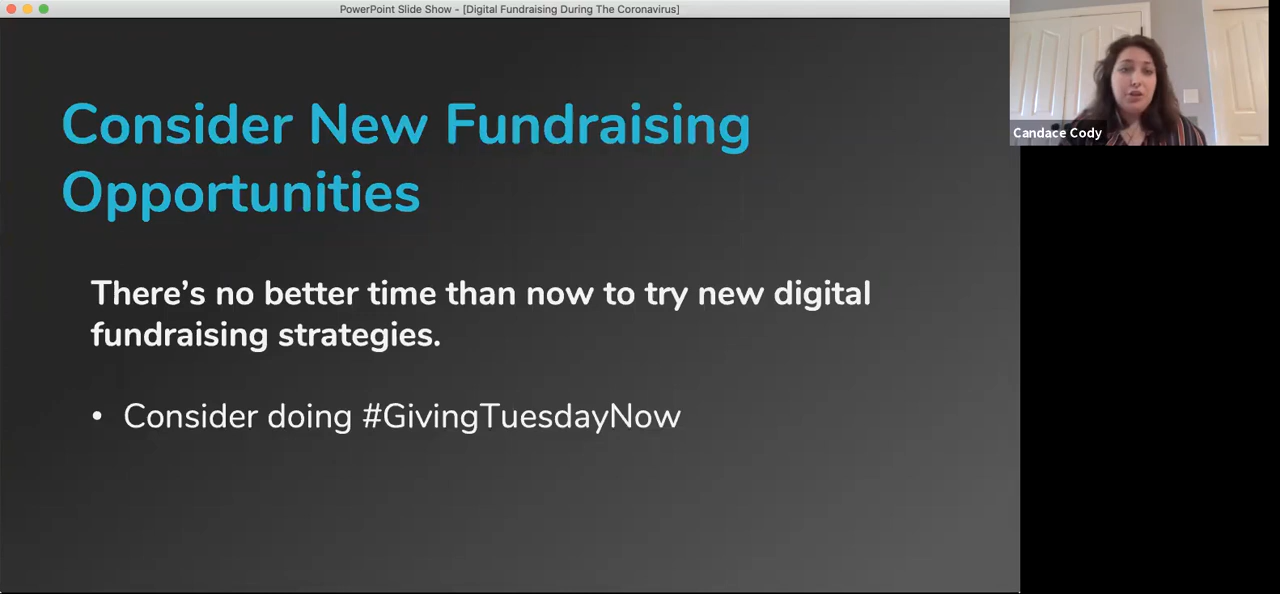 PowerPoint Slide Show - [Digital Fundraising During The Coronavirus]
Consider New Fundraising
Opportunities
There’s no better time than now to try new digital
fundraising strategies.
• Consider doing #GivingTuesdayNow
Candace Cody